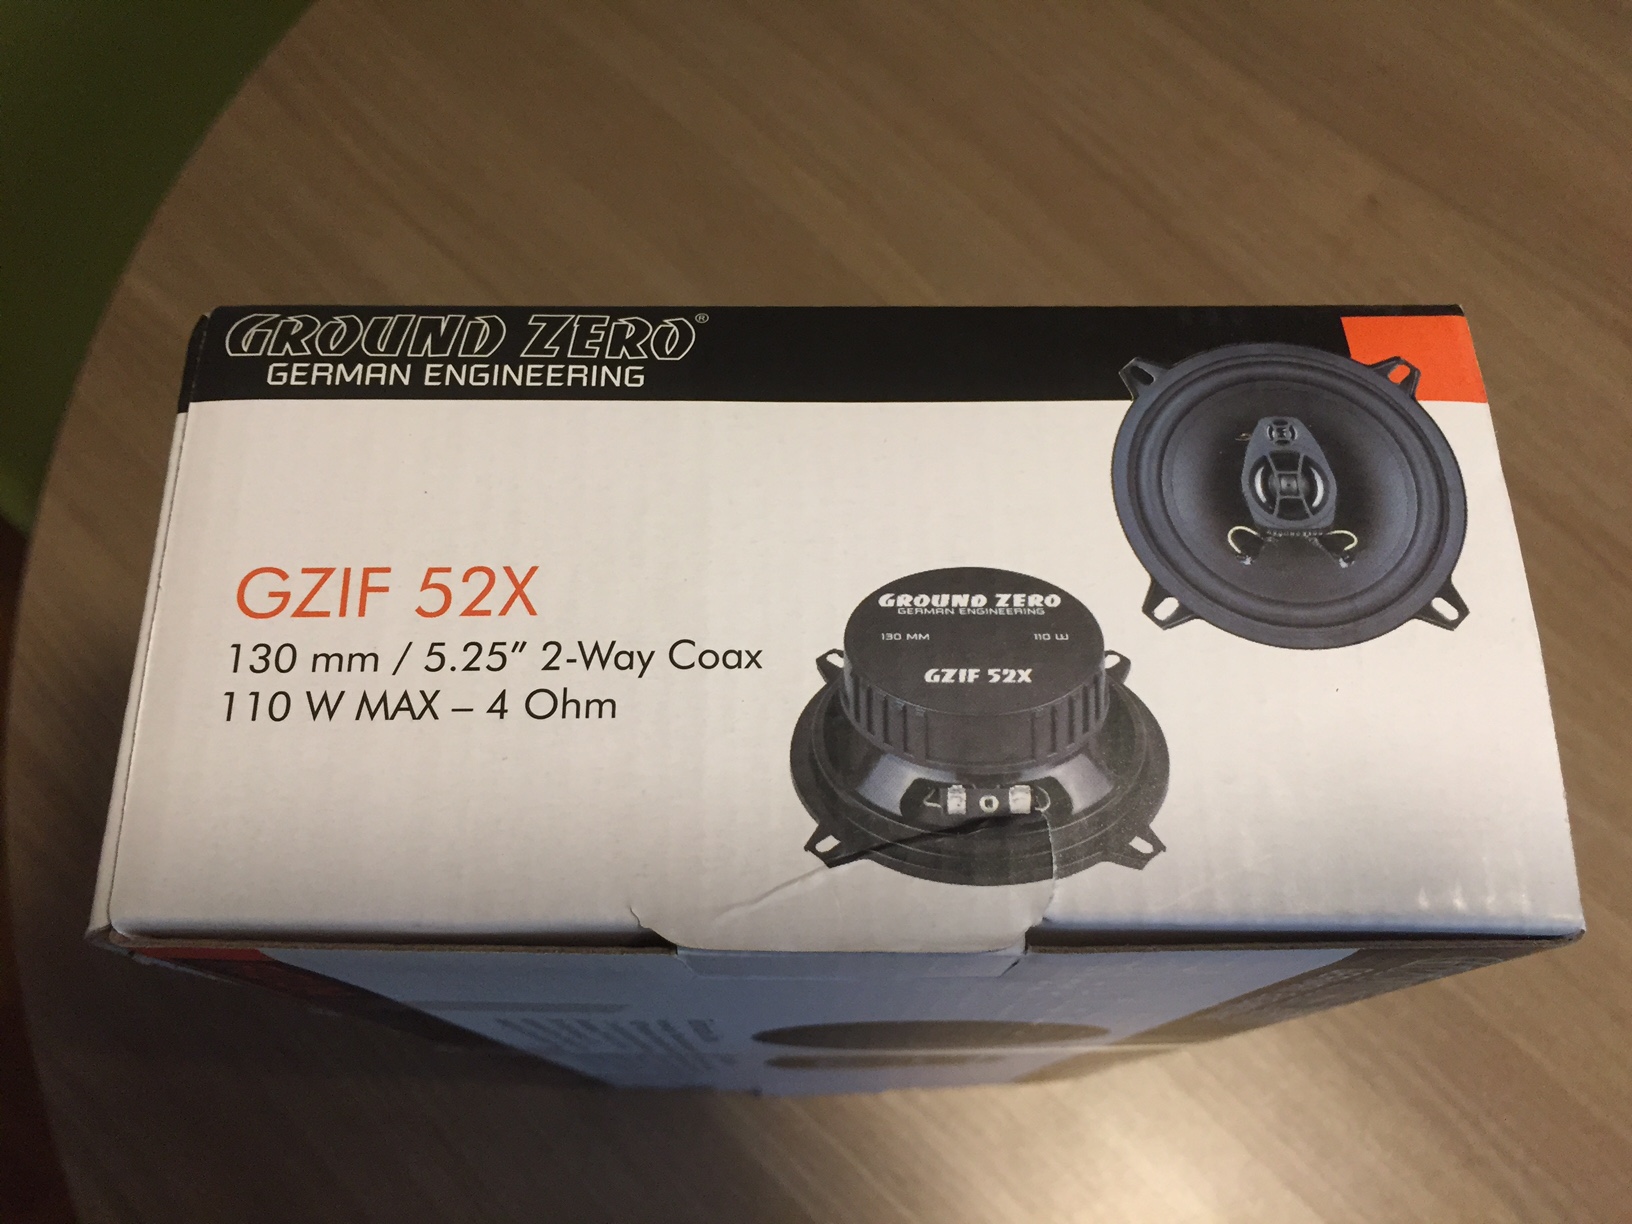 GROUND ZERO®
GERMAN ENGINEERING
GZIF 52X
130 mm / 5.25” 2-Way Coax
110 W MAX – 4 Ohm
GROUND ZERO
GERMAN ENGINEERING
130 MM 110 W
GZIF 52X